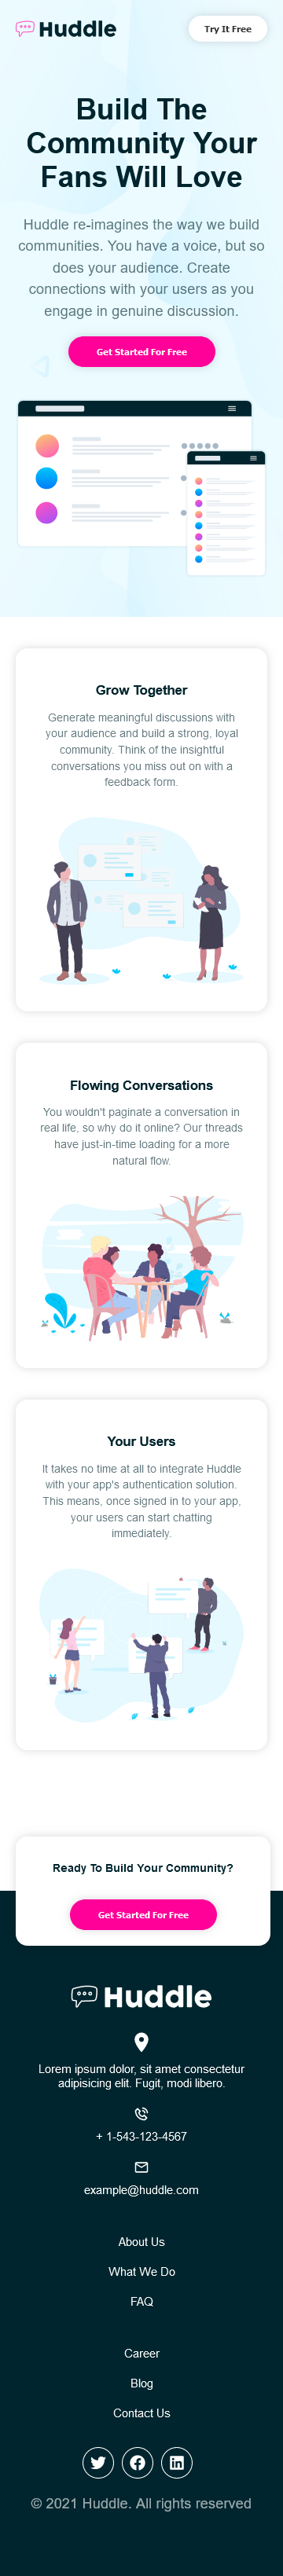 Huddle
Try It Free
Build The
Community Your
Fans Will Love
Huddle re-imagines the way we build
communities. You have a voice, but so
does your audience. Create
connections with your users as you
engage in genuine discussion.
Get Started For Free
Grow Together
Generate meaningful discussions with
your audience and build a strong, loyal
community. Think of the insightful
conversations you miss out on with a
feedback form.
Flowing Conversations
You wouldn't paginate a conversation in
real life, so why do it online? Our threads
have just-in-time loading for a more
natural flow.
Your Users
It takes no time at all to integrate Huddle
with your app's authentication solution.
This means, once signed in to your app,
your users can start chatting
immediately.
Ready To Build Your Community?
Get Started For Free
Huddle
Lorem ipsum dolor, sit amet consectetur
adipisicing elit. Fugit, modi libero.
+ 1-543-123-4567
example@huddle.com
About Us
What We Do
FAQ
Career
Blog
Contact Us
© 2021 Huddle. All rights reserved